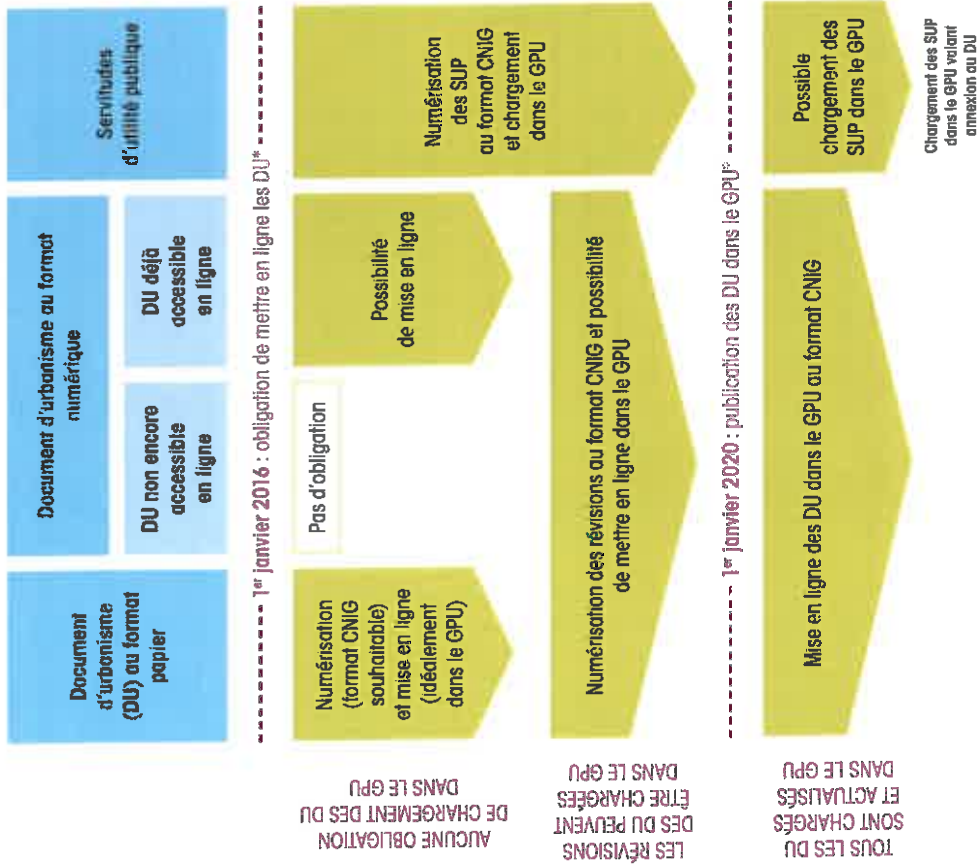 Document
d'urbanisme
(DU) au format
papier
Document d'urbanisme au format
numérique
DU non encore
accessible
en ligne
DU déjà
accessible
en ligne
Servitudes
d'utilité publique
1er janvier 2016 : obligation de mettre en ligne les DU*
AUCUNE OBLIGATION
DE CHARGEMENT DES DU
DANS LE GPU
Numérisation
(format CNIG
souhaitable)
et mise en ligne
(idéalement
dans le GPU)
Pas d'obligation
Possibilité
de mise en ligne
Numérisation
des SUP
au format CNIG
et chargement
dans le GPU
LES RÉVISIONS
DES DU PEUVENT
ÊTRE CHARGÉES
DANS LE GPU
Numérisation des révisions au format CNIG et possibilité
de mettre en ligne dans le GPU
1er janvier 2020 : publication des DU dans le GPU*
TOUS LES DU
SONT CHARGÉS
ET ACTUALISÉS
DANS LE GPU
Mise en ligne des DU dans le GPU au format CNIG
Possible
chargement des
SUP dans le GPU
Chargement des SUP
dans le GPU valant
annexion au DU